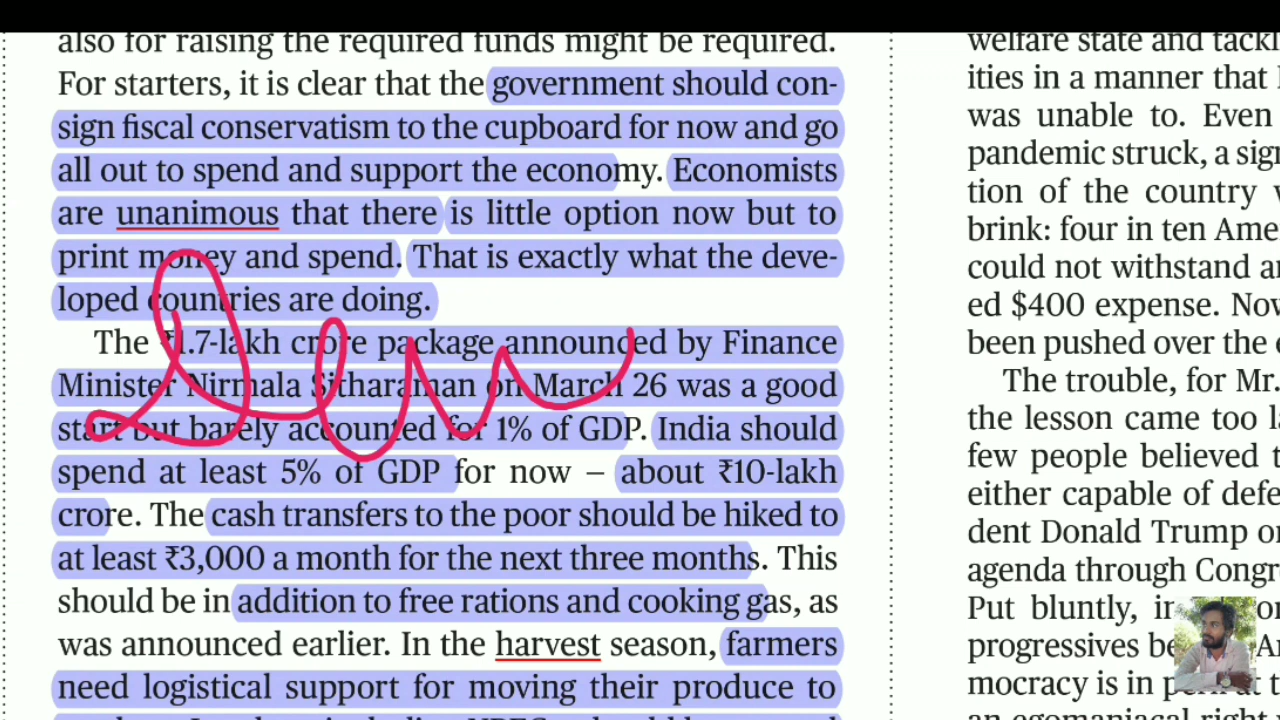 also for raising the required funds might be required.
For starters, it is clear that the government should con-
sign fiscal conservatism to the cupboard for now and go
all out to spend and support the economy. Economists
are unanimous that there is little option now but to
print money and spend. That is exactly what the deve-
loped countries are doing.
The ₹1.7-lakh crore package announced by Finance
Minister Nirmala Sitharaman on March 26 was a good
start but barely accounted for 1% of GDP. India should
spend at least 5% of GDP for now – about ₹10-lakh
crore. The cash transfers to the poor should be hiked to
at least ₹3,000 a month for the next three months. This
should be in addition to free rations and cooking gas, as
was announced earlier. In the harvest season, farmers
need logistical support for moving their produce to
welfare state and tackl
ities in a manner that
was unable to. Even
pandemic struck, a sig
tion of the country
brink: four in ten Ame
could not withstand a
ed $400 expense. Nov
been pushed over the
The trouble, for Mr.
the lesson came too l
few people believed
either capable of defe
dent Donald Trump o
agenda through Congr
Put bluntly, in
progressives be
mocracy is in
an egomaniacal right